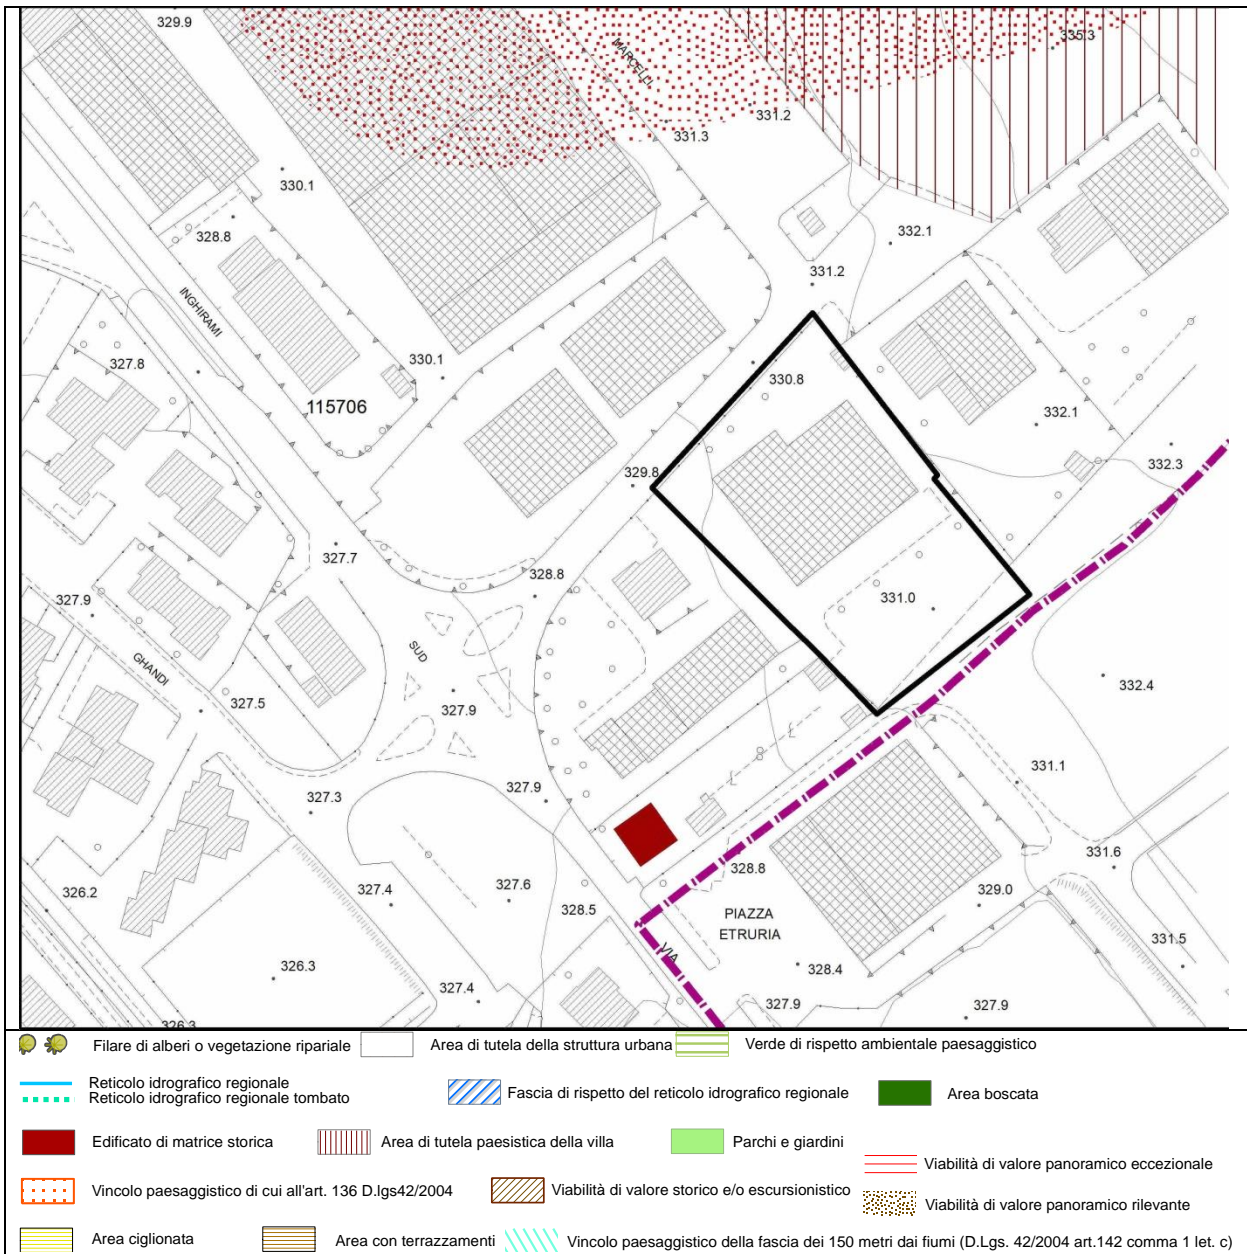 329.9
MARCELLI
335.3
331.2
331.3
330.1
328.8
332.1
331.2
INGHIRAMI
327.8
330.1
330.8
115706
332.1
329.8
332.3
327.7
328.8
327.9
331.0
GHANDI
SUD
332.4
327.5
327.9
331.1
327.3
327.9
328.8
331.6
326.2
327.4
327.6
329.0
328.5
PIAZZA
ETRURIA
VIA
331.5
326.3
328.4
327.4
327.9
327.9
326.3
Filare di alberi o vegetazione ripariale
Area di tutela della struttura urbana
Verde di rispetto ambientale paesaggistico
Reticolo idrografico regionale
Reticolo idrografico regionale tombato
Fascia di rispetto del reticolo idrografico regionale
Area boscata
Edificato di matrice storica
Area di tutela paesistica della villa
Parchi e giardini
Viabilità di valore panoramico eccezionale
Vincolo paesaggistico di cui all'art. 136 D.lgs42/2004
Viabilità di valore storico e/o escursionistico
Viabilità di valore panoramico rilevante
Area ciglionata
Area con terrazzamenti
Vincolo paesaggistico della fascia dei 150 metri dai fiumi (D.Lgs. 42/2004 art.142 comma 1 let. c)